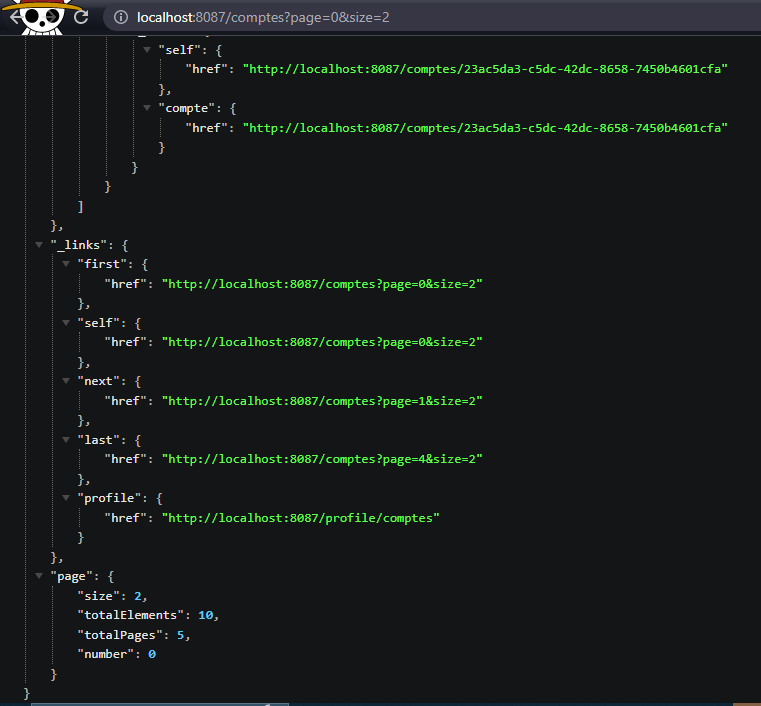 localhost:8087/comptes?page=0&size=2
"self": {
"href": "http://localhost:8087/comptes/23ac5da3-c5dc-42dc-8658-7450b4601cfa"
},
"compte": {
"href": "http://localhost:8087/comptes/23ac5da3-c5dc-42dc-8658-7450b4601cfa"
}
}
}
]
},
"_links": {
"first": {
"href": "http://localhost:8087/comptes?page=0&size=2"
},
"self": {
"href": "http://localhost:8087/comptes?page=0&size=2"
},
"next": {
"href": "http://localhost:8087/comptes?page=1&size=2"
},
"last": {
"href": "http://localhost:8087/comptes?page=4&size=2"
},
"profile": {
"href": "http://localhost:8087/profile/comptes"
}
},
"page": {
"size": 2,
"totalElements": 10,
"totalPages": 5,
"number": 0
}
}